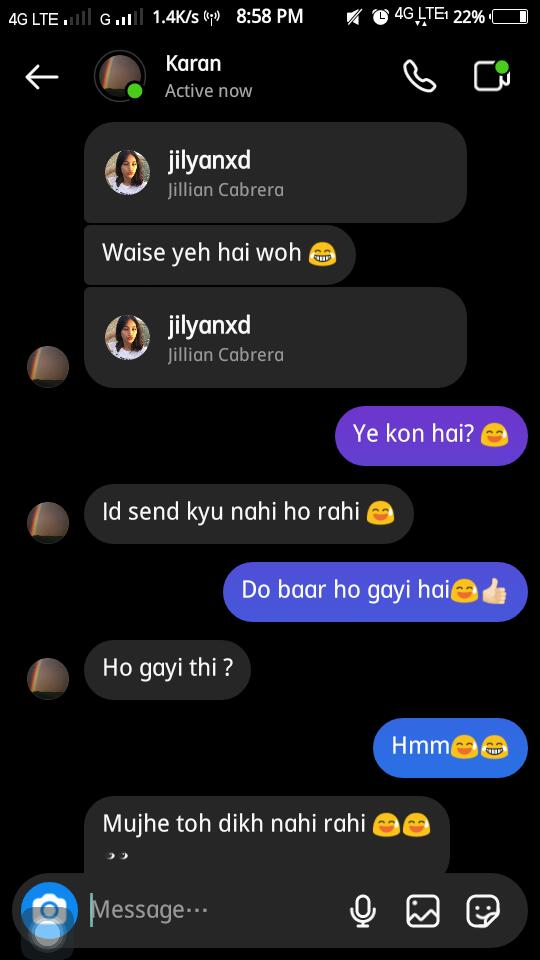 4G LTE G 1.4K/s 8:58 PM 4G LTE1 22%
Karan
Active now
jilyanxd
Jillian Cabrera
Waise yeh hai woh 😂
jilyanxd
Jillian Cabrera
Ye kon hai? 😅
Id send kyu nahi ho rahi 😅
Do baar ho gayi hai😅👍🏻
Ho gayi thi ?
Hmm😅😂
Mujhe toh dikh nahi rahi 😅😅
👀
Message...